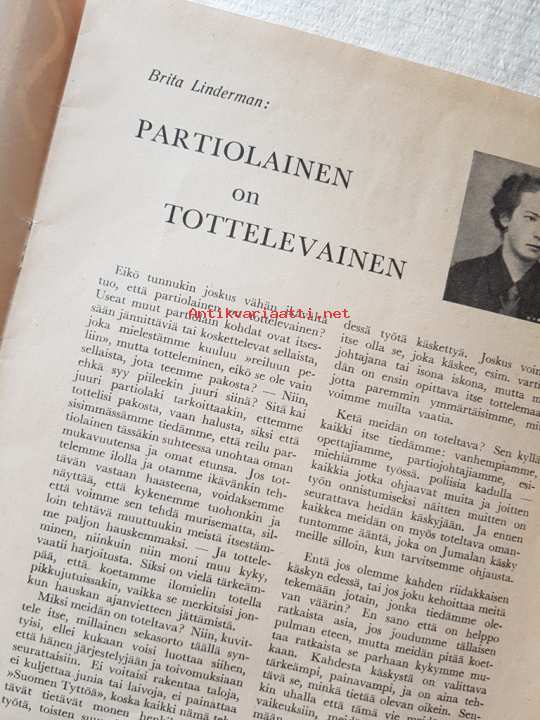 Brita Linderman:
PARTIOLAINEN
on
TOTTELEVAINEN
Eikö tunnukin joskus vähän ikävältä
tuo, että partiolainen on tottelevainen?
Useat muut partiolain kohdat ovat itses-
sään jännittäviä tai koskettelevat sellaista,
joka mielestämme kuuluu »reiluun pe-
liin», mutta totteleminen, eikö se ole vain
sellaista, jota teemme pakosta? — Niin,
ehkä syy piileekin juuri siinä? Sitä kai
juuri partiolaki tarkoittaakin, ettemme
tottelisi pakosta, vaan halusta, siksi että
sisimmässämme tiedämme, että reilu par-
tiolainen tässäkin suhteessa unohtaa oman
mukavuutensa ja omat etunsa. Jos tot-
telemme ilolla ja otamme ikävänkin teh-
tävän vastaan haasteena, voidaksemme
näyttää, että kykenemme tuohonkin ja
että voimme sen tehdä murisematta, sil-
loin tehtävä muuttuukin meistä itsestäm-
me paljon hauskemmaksi. — Ja tottele-
minen, niinkuin niin moni muu kyky,
vaatii harjoitusta. Siksi on vielä tärkeäm-
pää, että koetamme ilomielin totella
pikkujutuissakin, vaikka se merkitsisi jon-
kun hauskan ajanvietteen jättämistä.
Miksi meidän on toteltava? Niin, kuvit-
tele itse, millainen sekasorto täällä syn-
tyisi, ellei kukaan voisi luottaa siihen,
että hänen järjestelyjään ja toivomuksiaan
seurattaisiin. Ei voitaisi rakentaa taloja,
ei kuljettaa junia tai laivoja, ei painattaa
»Suomen Tyttöä», koska kaikki nämä teh-
tävät tietävät monen
työtä, toisten
dessä työtä käskettyä. Joskus voim
itse olla se, joka käskee, esim. varti
johtajana tai isona siskona, mutta m
dän on ensin opittava itse tottelemaa
jotta paremmin ymmärtäisimme, mi
voimme muilta vaatia.
Ketä meidän on toteltava? Sen kyllä
kaikki itse tiedämme: vanhempiamme,
opettajiamme, partiojohtajiamme, esi-
miehiämme työssä, poliisia kadulla —
kaikkia jotka ohjaavat muita ja joitten
työn onnistumiseksi näitten muitten on
seurattava heidän käskyjään. Ja ennen
kaikkea meidän on myös toteltava oman-
tuntomme ääntä, joka on Jumalan käsky
meille silloin, kun tarvitsemme ohjausta.
Entä jos olemme kahden riidakkaisen
käskyn edessä, tai jos joku kehoittaa meitä
tekemään jotain, jonka tiedämme ole-
van väärin? En sano että on helppo
ratkaista asia, jos joudumme tällaisen
pulman eteen, mutta meidän pitää koet-
taa ratkaista se parhaan kykymme mu-
kaan. Kahdesta käskystä on valittava
tärkeämpi, painavampi, ja on aina teh-
tävä se, minkä tietää olevan oikein. Sen-
kin uhalla että tämä vie
vaikeuksiin,
Antikvariaatti.net